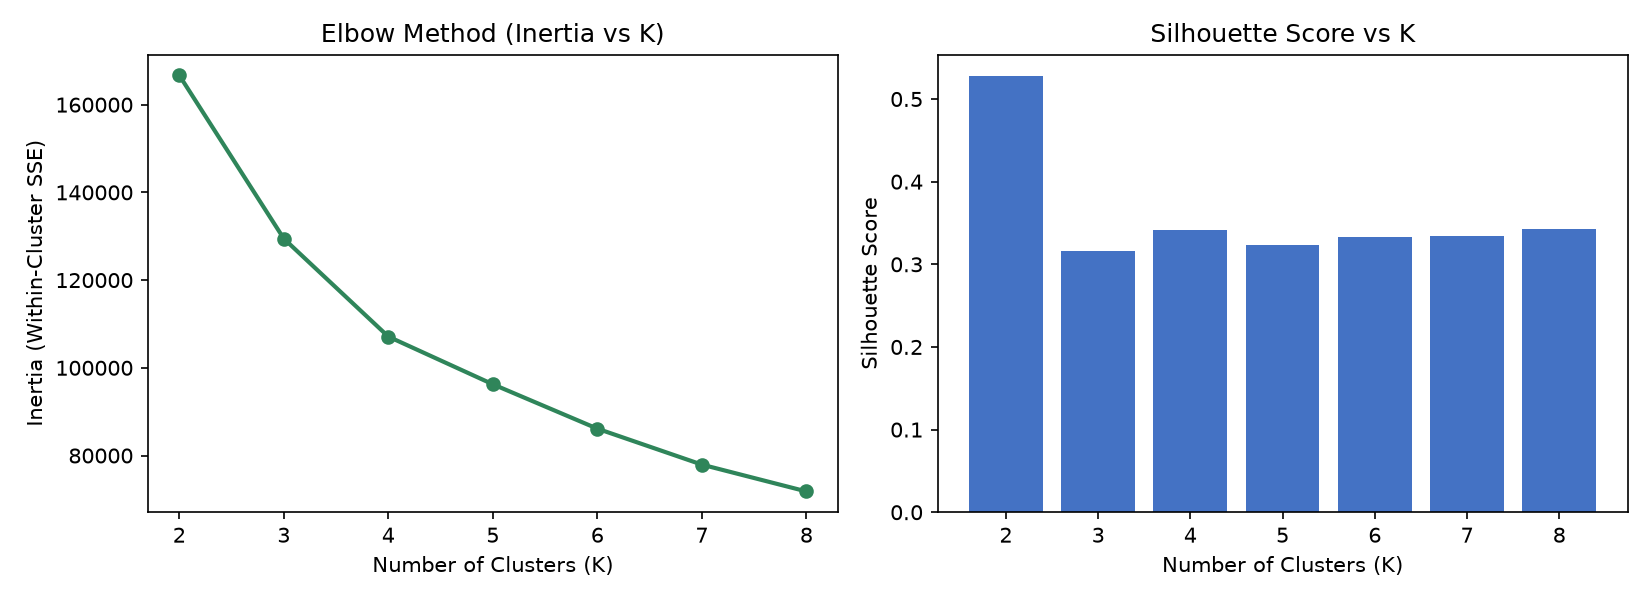 Elbow Method (Inertia vs K)
Inertia (Within-Cluster SSE)
160000
140000
120000
100000
80000
2 3 4 5 6 7 8
Number of Clusters (K)
Silhouette Score vs K
Silhouette Score
0.5
0.4
0.3
0.2
0.1
0.0
2 3 4 5 6 7 8
Number of Clusters (K)